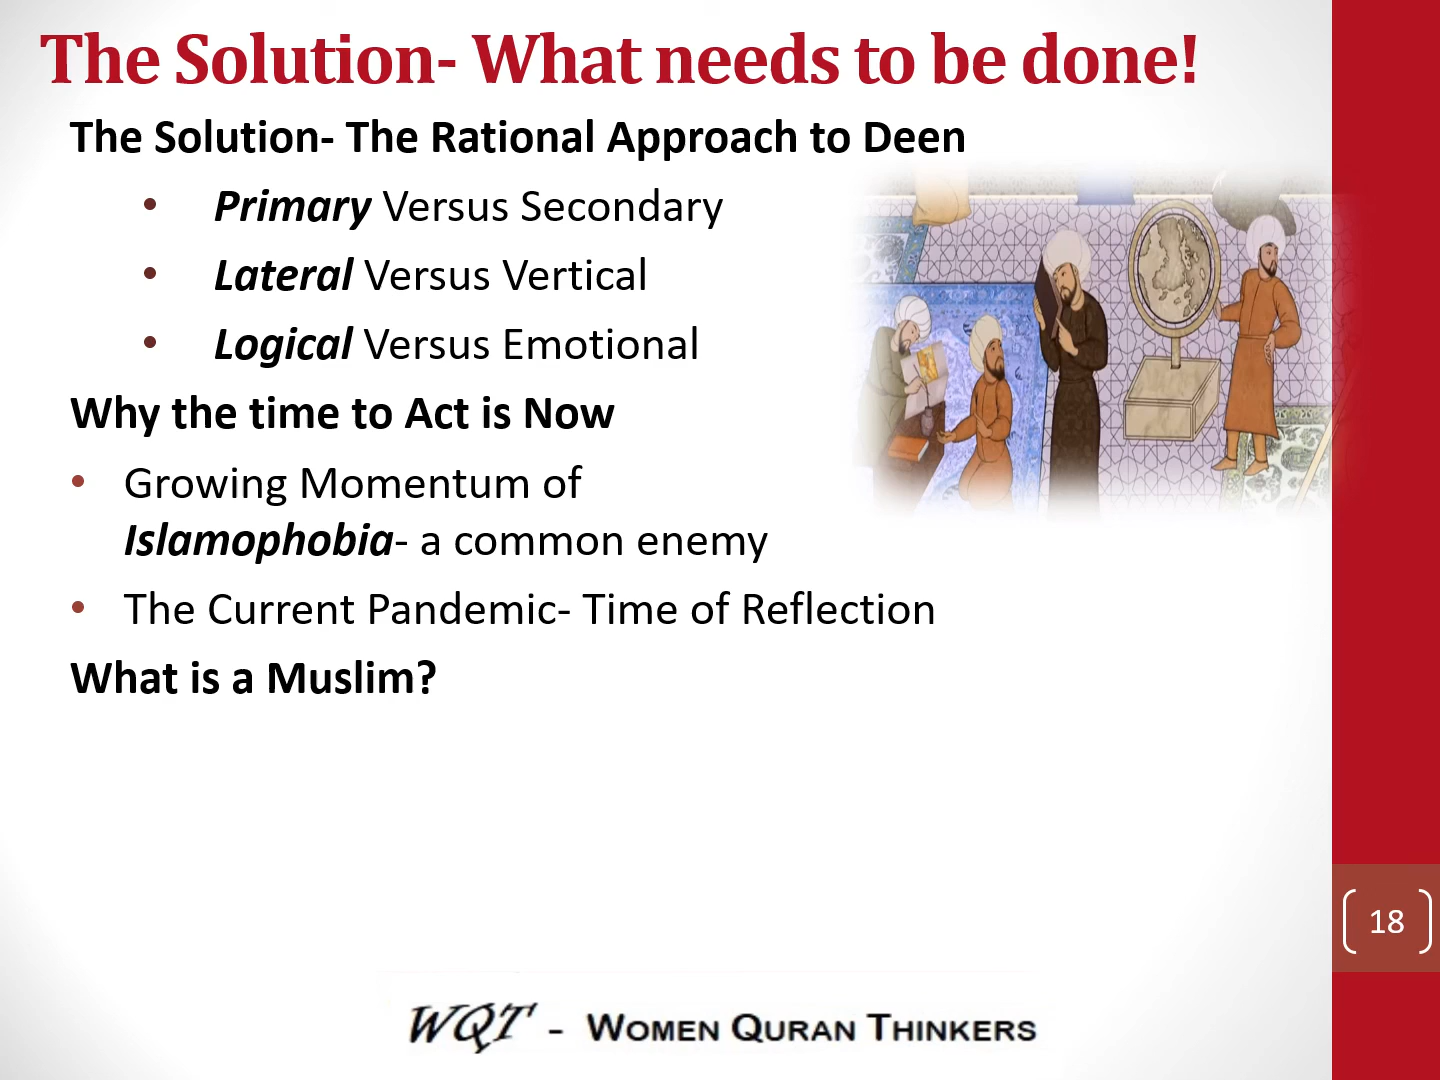 The Solution- What needs to be done!
The Solution- The Rational Approach to Deen
• Primary Versus Secondary
• Lateral Versus Vertical
• Logical Versus Emotional
Why the time to Act is Now
• Growing Momentum of
Islamophobia- a common enemy
• The Current Pandemic- Time of Reflection
What is a Muslim?
18
WQT - WOMEN QURAN THINKERS